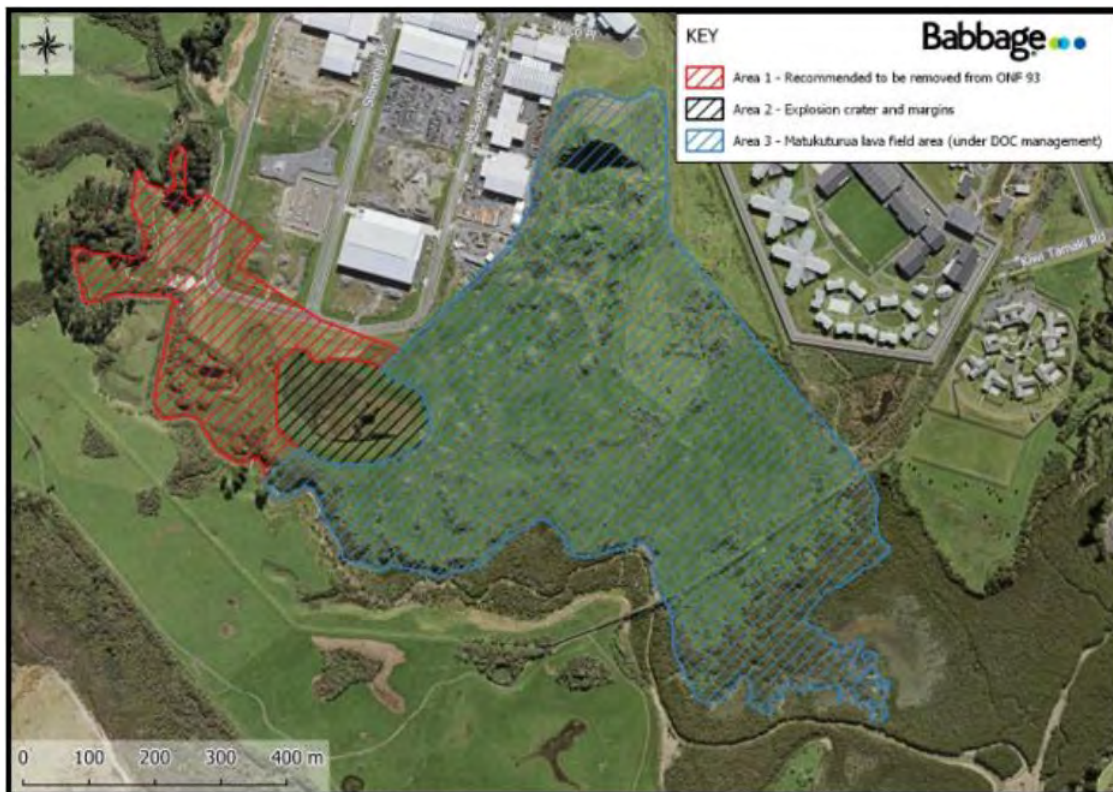 KEY
Babbage
Area 1 - Recommended to be removed from ONF 93
Area 2 - Explosion crater and margins
Area 3 - Matukuturua lava field area (under DOC management)
Kiwi Tamaki Rd
0 100 200 300 400 m